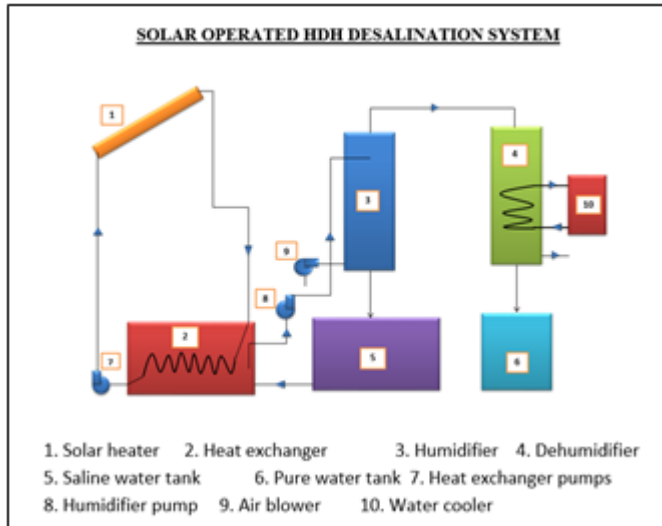 SOLAR OPERATED HDH DESALINATION SYSTEM
1
4
3
10
9
8
2
7
5
6
1. Solar heater 2. Heat exchanger 3. Humidifier 4. Dehumidifier
5. Saline water tank 6. Pure water tank 7. Heat exchanger pumps
8. Humidifier pump 9. Air blower 10. Water cooler